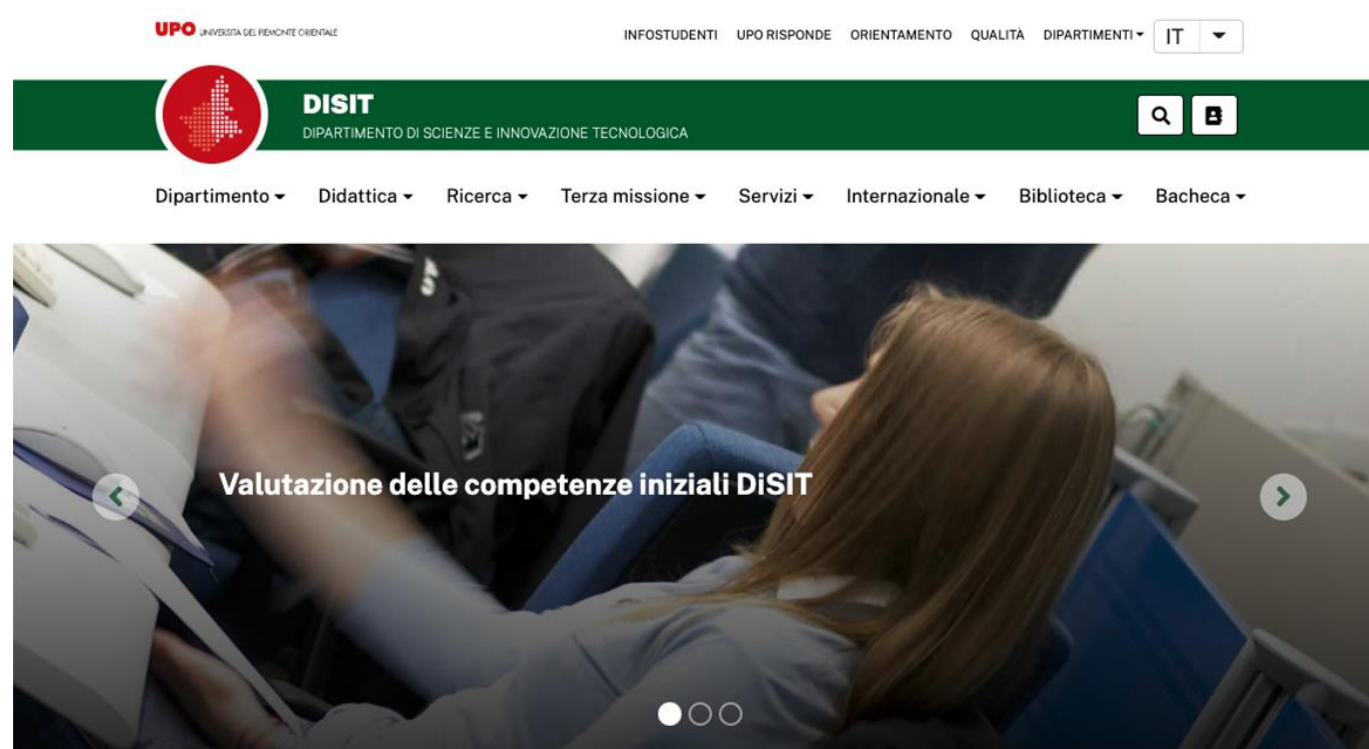 UPO UNIVERSITÀ DEL PIEMONTE ORIENTALE
INFOSTUDENTI UPO RISPONDE ORIENTAMENTO QUALITÀ DIPARTIMENTI IT
DISIT
DIPARTIMENTO DI SCIENZE E INNOVAZIONE TECNOLOGICA
Dipartimento Didattica Ricerca Terza missione Servizi Internazionale Biblioteca Bacheca
Valutazione delle competenze iniziali DiSIT